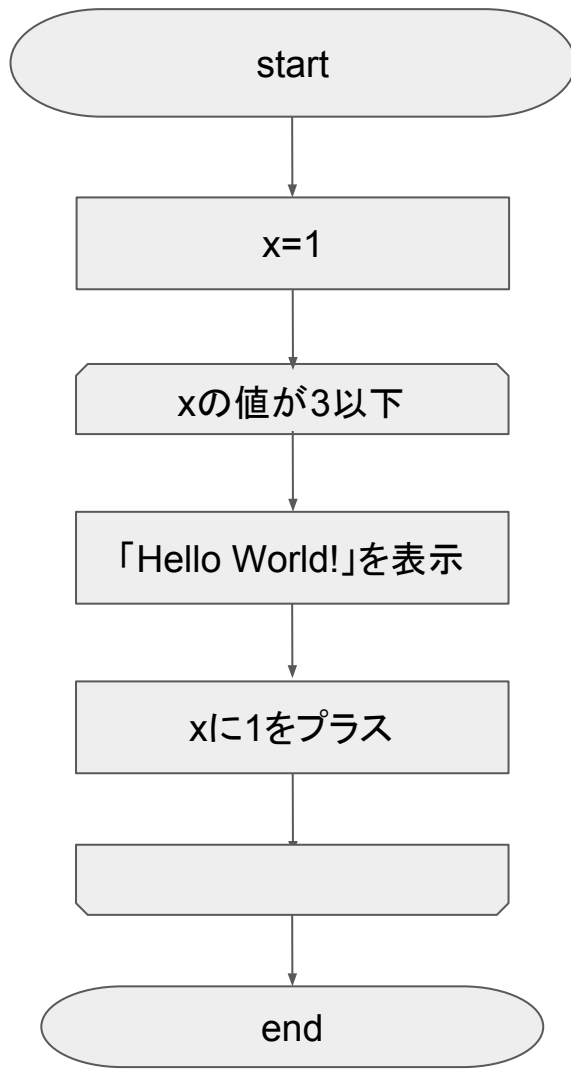 start
x=1
xの値が3以下
「Hello World!」を表示
xに1をプラス
end